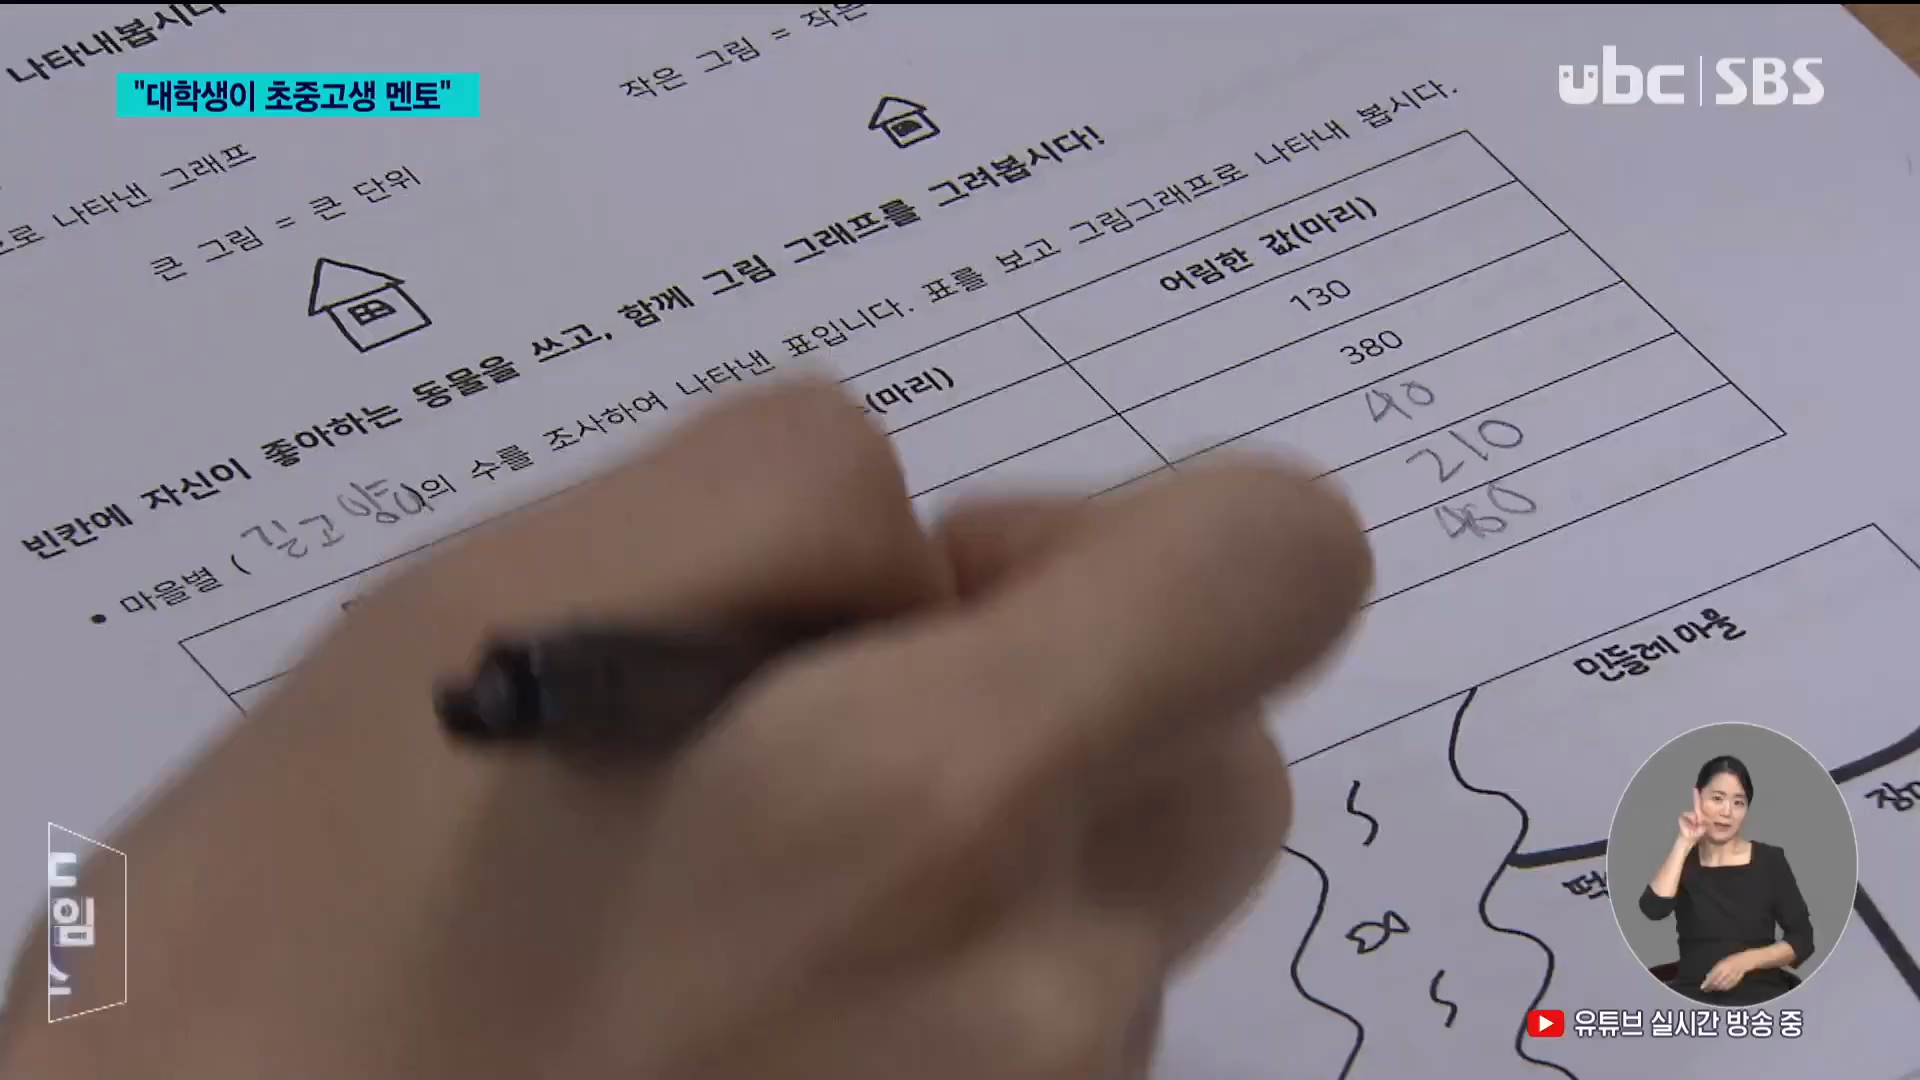 "대학생이 초중고생 멘토"
ubc SBS
나타내봅시다
로 나타낸 그래프
큰 그림 = 큰 단위
작은 그림 = 작은
빈칸에 자신이 좋아하는 동물을 쓰고, 함께 그림 그래프를 그려봅시다!
• 마을별 (길고양이)의 수를 조사하여 나타낸 표입니다. 표를 보고 그림그래프로 나타내 봅시다.
(마리) 어림한 값(마리)
130
380
40
210
460
민들레 마을
유튜브 실시간 방송 중